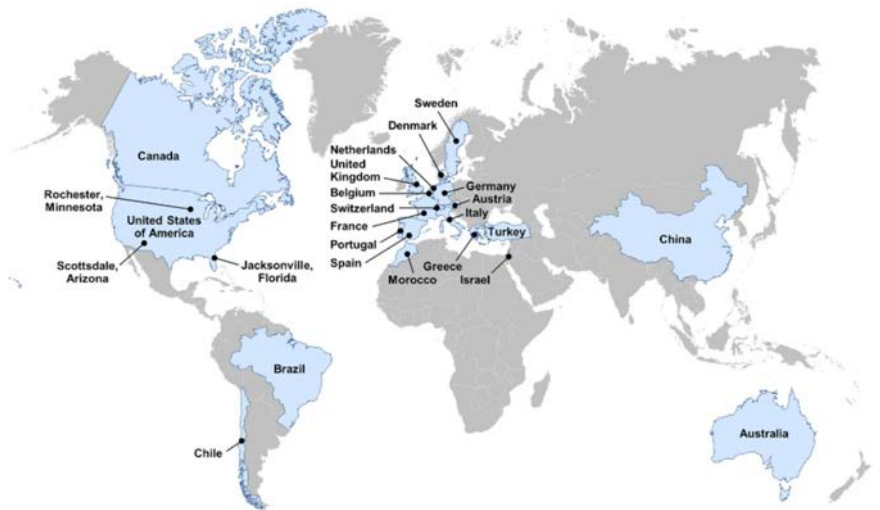 Sweden
Denmark
Netherlands
United
Kingdom
Belgium
Switzerland
France
Portugal
Spain
Germany
Austria
Italy
Turkey
Greece
Israel
Morocco
Canada
Rochester,
Minnesota
United States
of America
Scottsdale,
Arizona
Jacksonville,
Florida
China
Brazil
Chile
Australia